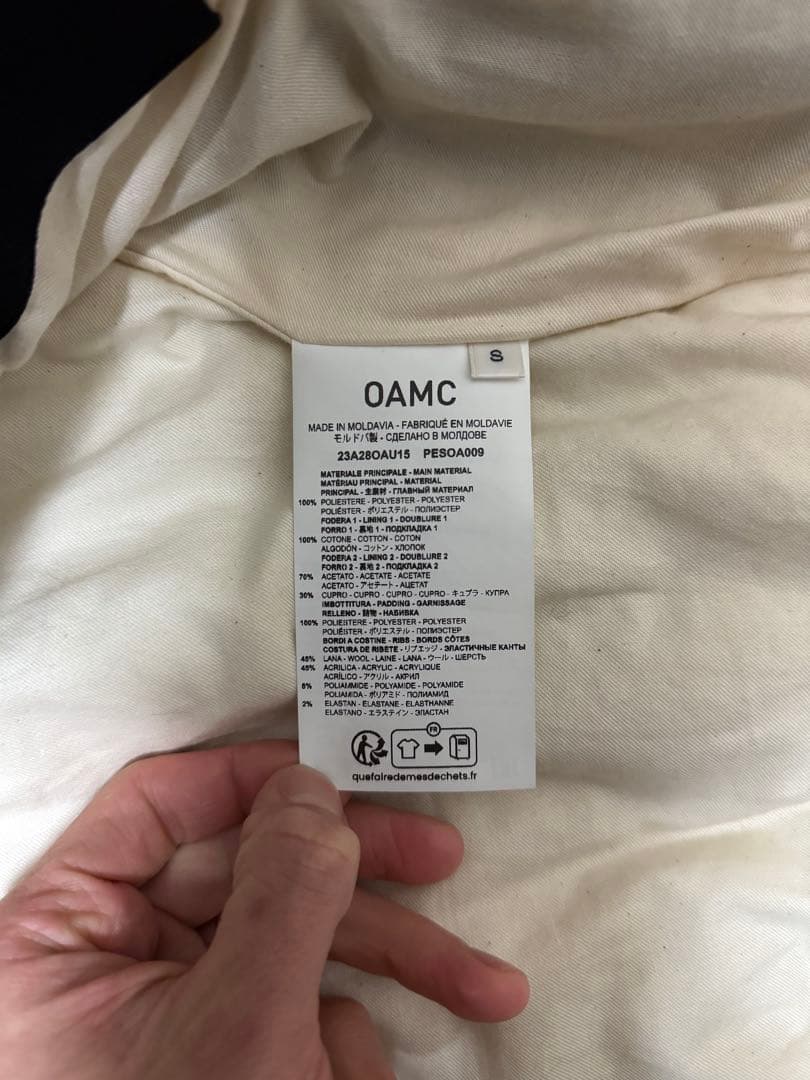 S
OAMC
MADE IN MOLDAVIA - FABRIQUÉ EN MOLDAVIE
モルドバ製 - СДЕЛАНО В МОЛДОВЕ
23A28OAU15 PESOA009
MATERIALE PRINCIPALE - MAIN MATERIAL
MATÉRIAU PRINCIPAL - MATERIAL
PRINCIPAL - 主素材 - ГЛАВНЫЙ МАТЕРИАЛ
100% POLIESTERE - POLYESTER - POLYESTER
POLIÉSTER - ポリエステル - ПОЛИЭСТЕР
FODERA 1 - LINING 1 - DOUBLURE 1
FORRO 1 - 裏地 1 - ПОДКЛАДКА 1
100% COTONE - COTTON - COTON
ALGODÓN - コットン - ХЛОПОК
FODERA 2 - LINING 2 - DOUBLURE 2
FORRO 2 - 裏地 2 - ПОДКЛАДКА 2
70% ACETATO - ACETATE - ACETATE
ACETATO - アセテート - АЦЕТАТ
30% CUPRO - CUPRO - CUPRO - CUPRO - キュプラ - КУПРА
IMBOTTITURA - PADDING - GARNISSAGE
RELLENO - 詰物 - НАБИВКА
100% POLIESTERE - POLYESTER - POLYESTER
POLIÉSTER - ポリエステル - ПОЛИЭСТЕР
BORDI A COSTINE - RIBS - BORDS CÔTES
COSTURA DE RIBETE - リブエッジ - ЭЛАСТИЧНЫЕ КАНТЫ
45% LANA - WOOL - LAINE - LANA - ウール - ШЕРСТЬ
45% ACRILICA - ACRYLIC - ACRYLIQUE
ACRÍLICO - アクリル - АКРИЛ
8% POLIAMMIDE - POLYAMIDE - POLYAMIDE
POLIAMIDA - ポリアミド - ПОЛИАМИД
2% ELASTAN - ELASTANE - ELASTHANNE
ELASTANO - エラステイン - ЭЛАСТАН
FR
quefairedemesdechets.fr